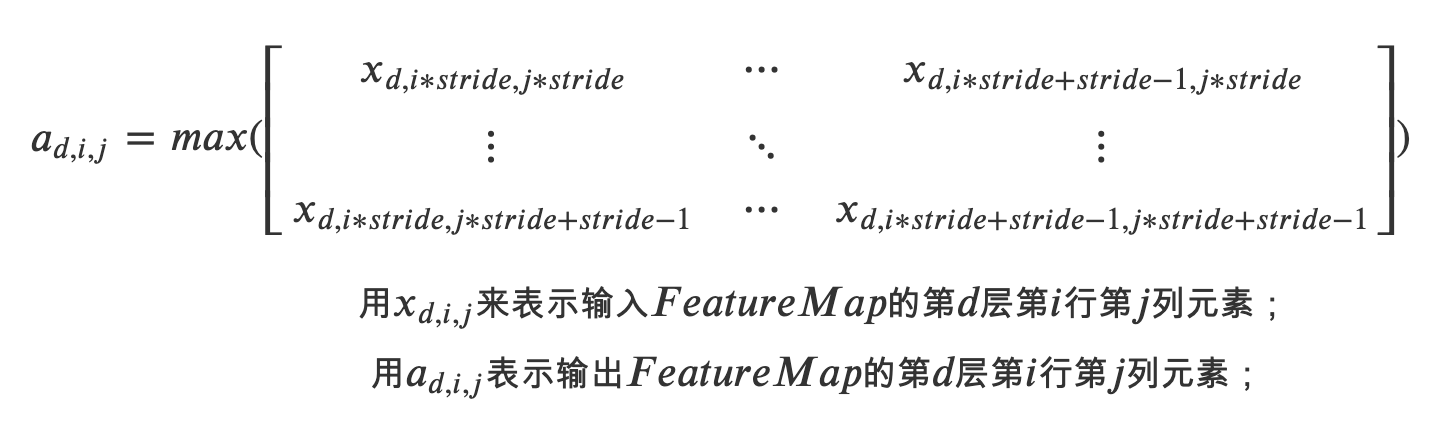 x_{d,i*stride,j*stride} ⋯ x_{d,i*stride+stride−1,j*stride}
a_{d,i,j} = max([ ⋮ ⋱ ⋮ ])
x_{d,i*stride,j*stride+stride−1} ⋯ x_{d,i*stride+stride−1,j*stride+stride−1}
用x_{d,i,j}来表示输入FeatureMap的第d层第i行第j列元素；
用a_{d,i,j}表示输出FeatureMap的第d层第i行第j列元素；